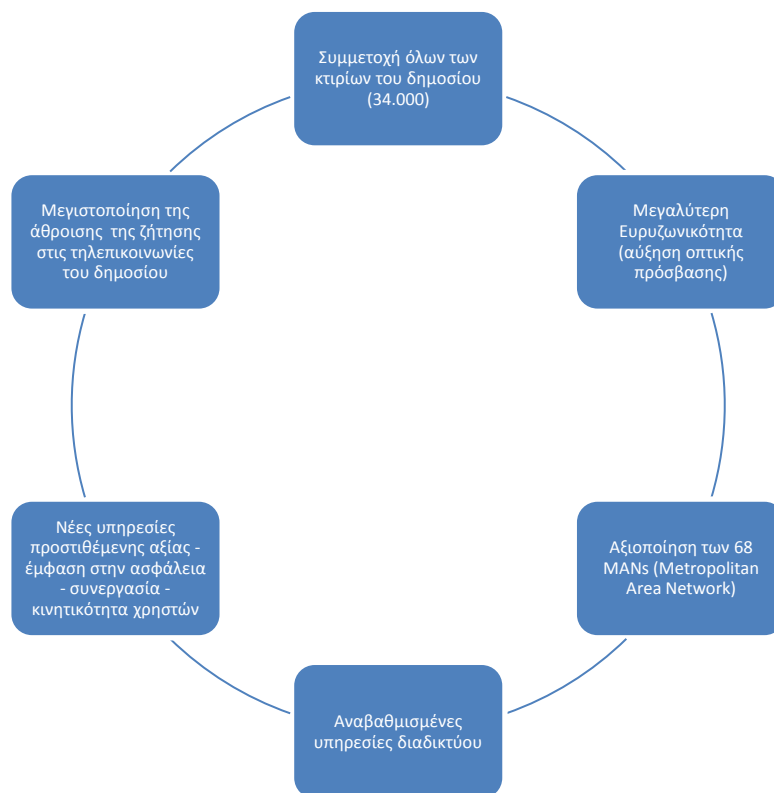 Συμμετοχή όλων των
κτιρίων του δημοσίου
(34.000)
Μεγαλύτερη
Ευρυζωνικότητα
(αύξηση οπτικής
πρόσβασης)
Αξιοποίηση των 68
MANs (Metropolitan
Area Network)
Αναβαθμισμένες
υπηρεσίες διαδικτύου
Νέες υπηρεσίες
προστιθέμενης αξίας -
έμφαση στην ασφάλεια
- συνεργασία -
κινητικότητα χρηστών
Μεγιστοποίηση της
άθροισης  της ζήτησης
στις τηλεπικοινωνίες
του δημοσίου